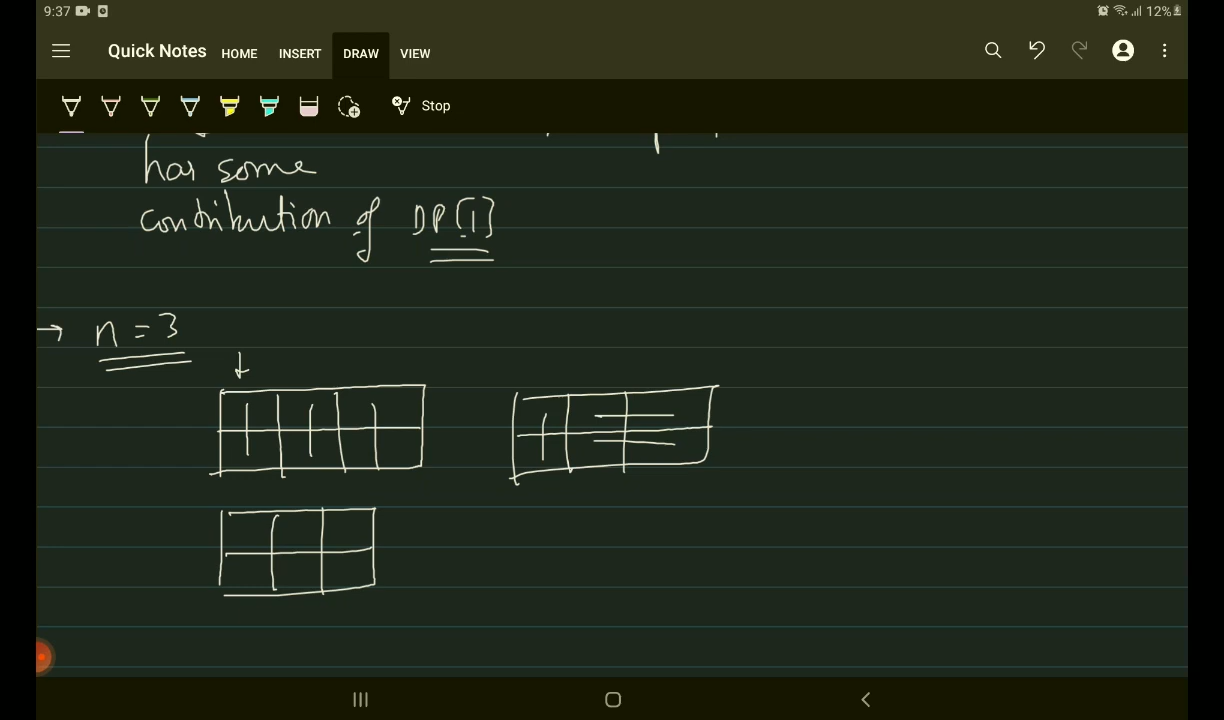 9:37 12%
Quick Notes HOME INSERT DRAW VIEW
Stop
has some
contribution of DP[1]
→ n = 3